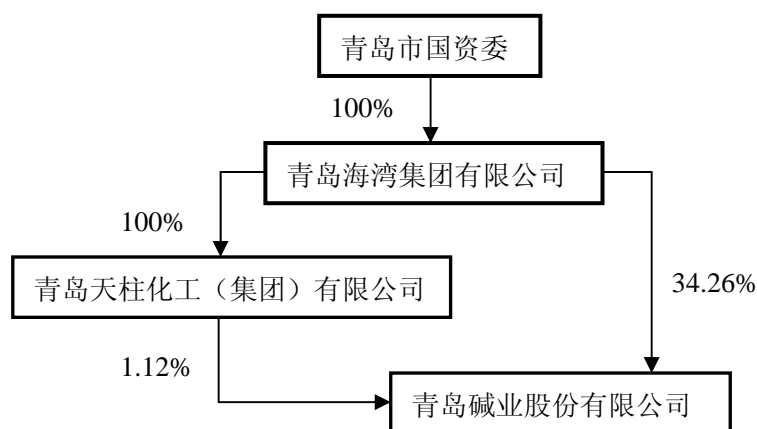 青岛市国资委
100%
青岛海湾集团有限公司
100%
青岛天柱化工（集团）有限公司
34.26%
1.12%
青岛碱业股份有限公司